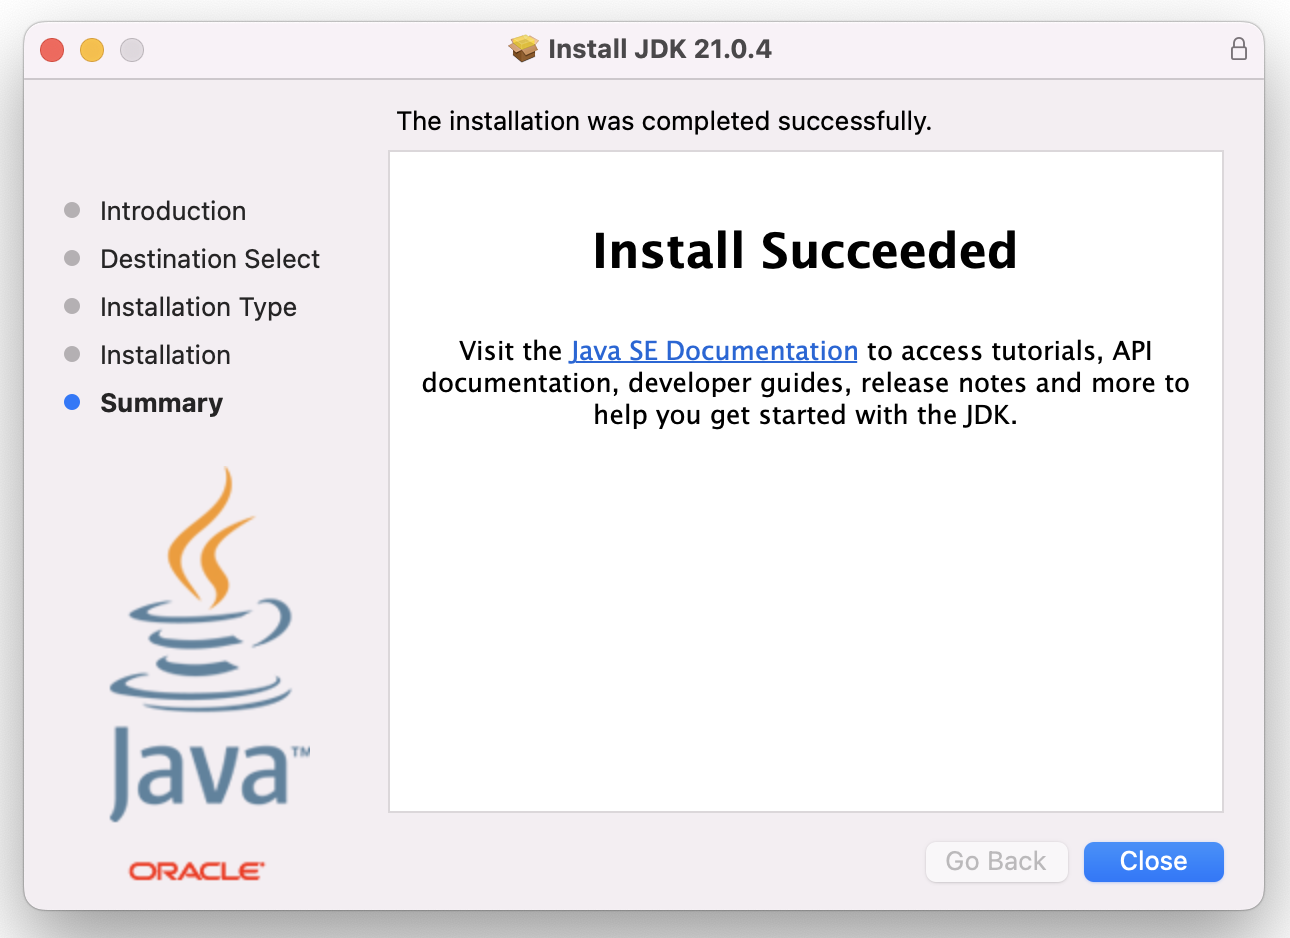 Install JDK 21.0.4
The installation was completed successfully.
Introduction
Destination Select
Installation Type
Installation
Summary
Install Succeeded
Visit the Java SE Documentation to access tutorials, API
documentation, developer guides, release notes and more to
help you get started with the JDK.
Java™
ORACLE
Go Back
Close